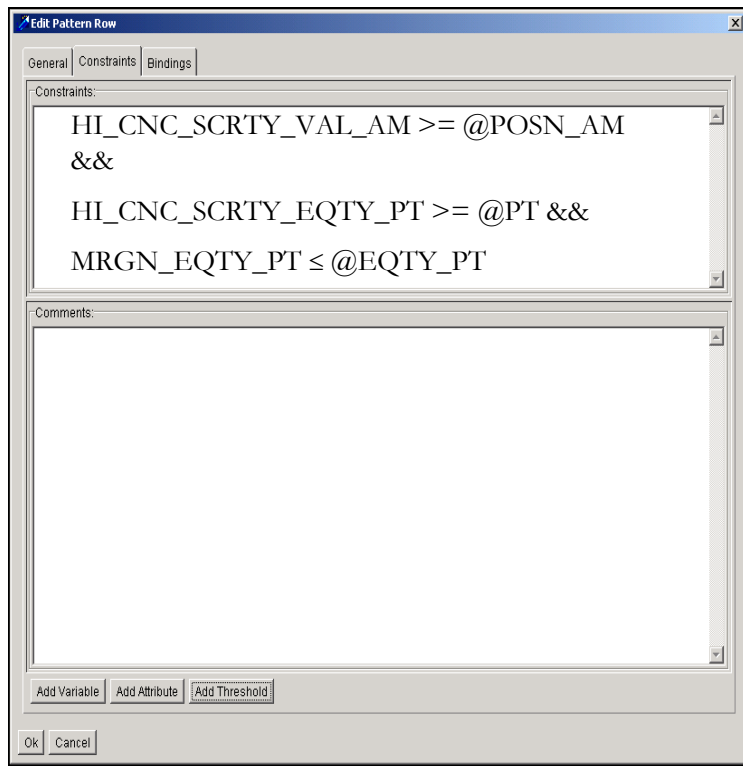 Edit Pattern Row
General Constraints Bindings
Constraints:
HI_CNC_SCRTY_VAL_AM >= @POSN_AM
&&
HI_CNC_SCRTY_EQTY_PT >= @PT &&
MRGN_EQTY_PT ≤ @EQTY_PT
Comments:
Add Variable Add Attribute Add Threshold
Ok Cancel